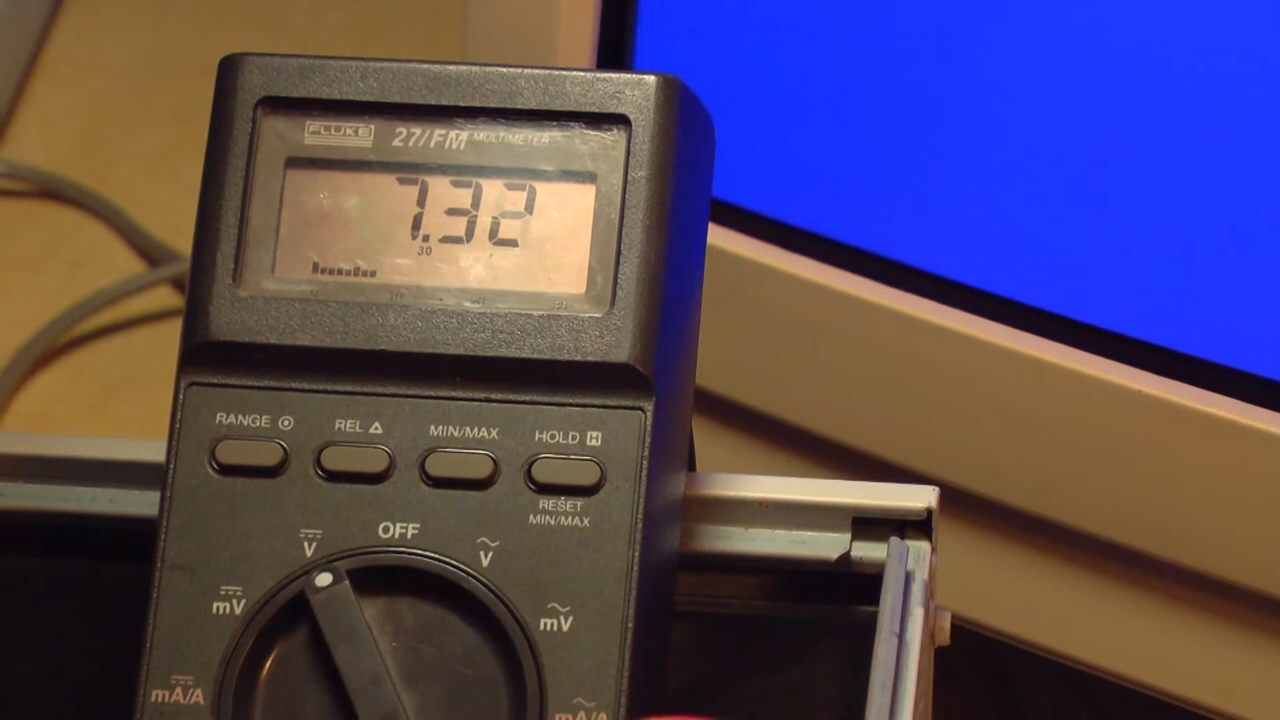 FLUKE 27/FM MULTIMETER
7.32
30
RANGE REL △ MIN/MAX HOLD H
RESET
MIN/MAX
OFF
V V
mV mV
mA/A mA/A